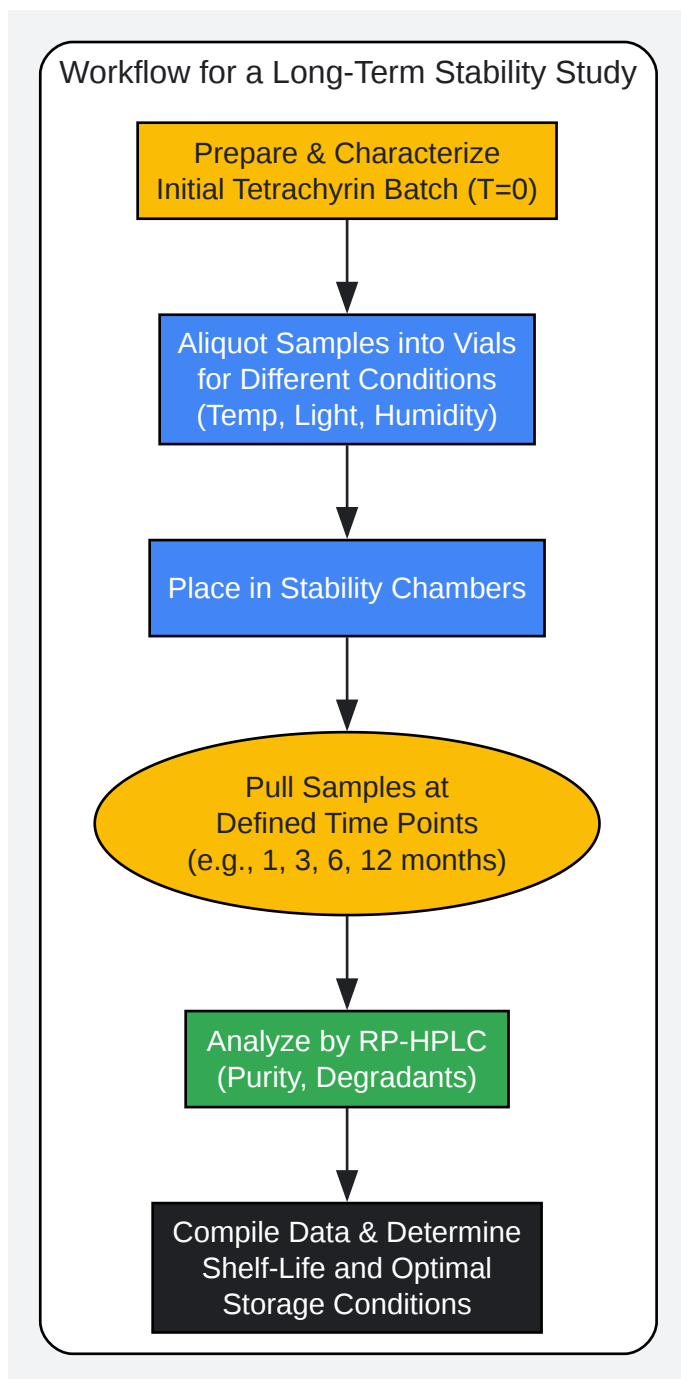 Workflow for a Long-Term Stability Study
Prepare & Characterize
Initial Tetrachyrin Batch (T=0)
Aliquot Samples into Vials
for Different Conditions
(Temp, Light, Humidity)
Place in Stability Chambers
Pull Samples at
Defined Time Points
(e.g., 1, 3, 6, 12 months)
Analyze by RP-HPLC
(Purity, Degradants)
Compile Data & Determine
Shelf-Life and Optimal
Storage Conditions